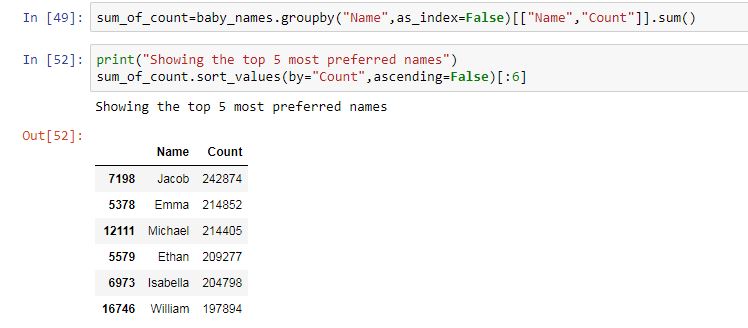 In [49]: sum_of_count=baby_names.groupby("Name",as_index=False)[["Name","Count"]].sum()
In [52]: print("Showing the top 5 most preferred names")
sum_of_count.sort_values(by="Count",ascending=False)[:6]
Showing the top 5 most preferred names
Out[52]:
Name Count
7198 Jacob 242874
5378 Emma 214852
12111 Michael 214405
5579 Ethan 209277
6973 Isabella 204798
16746 William 197894